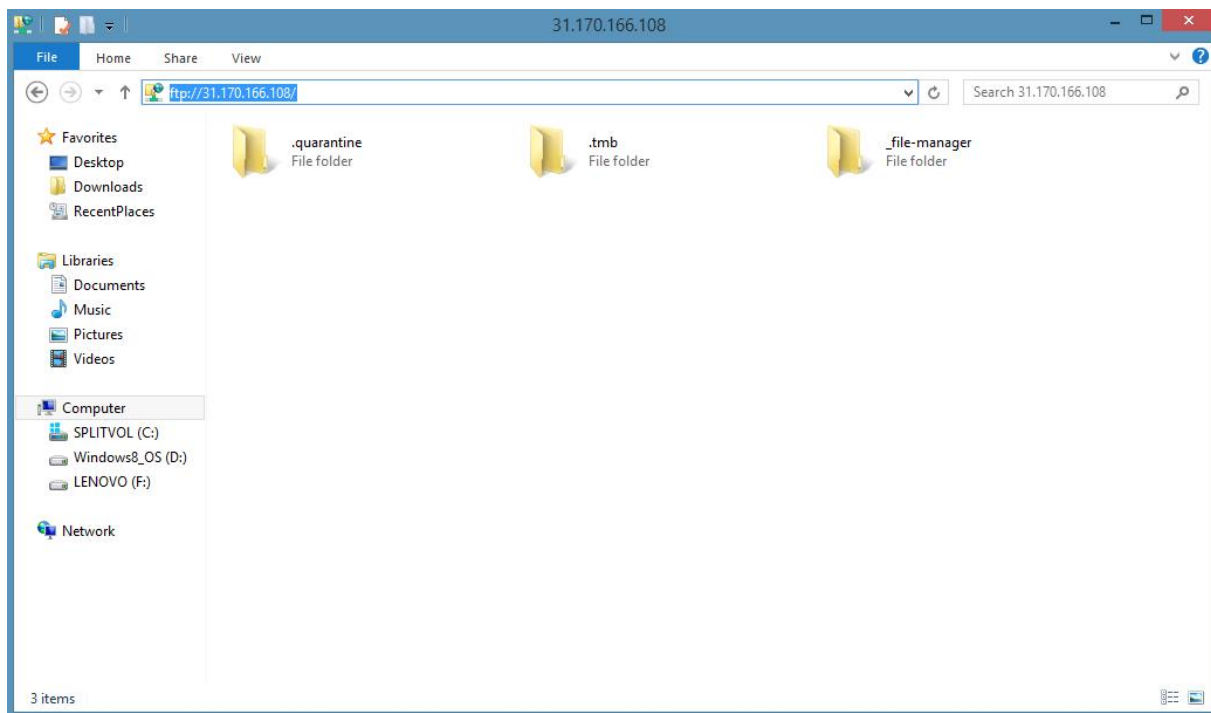 31.170.166.108
File Home Share View
ftp://31.170.166.108/ Search 31.170.166.108
Favorites
Desktop
Downloads
RecentPlaces
Libraries
Documents
Music
Pictures
Videos
Computer
SPLITVOL (C:)
Windows8_OS (D:)
LENOVO (F:)
Network
.quarantine
File folder
.tmb
File folder
_file-manager
File folder
3 items